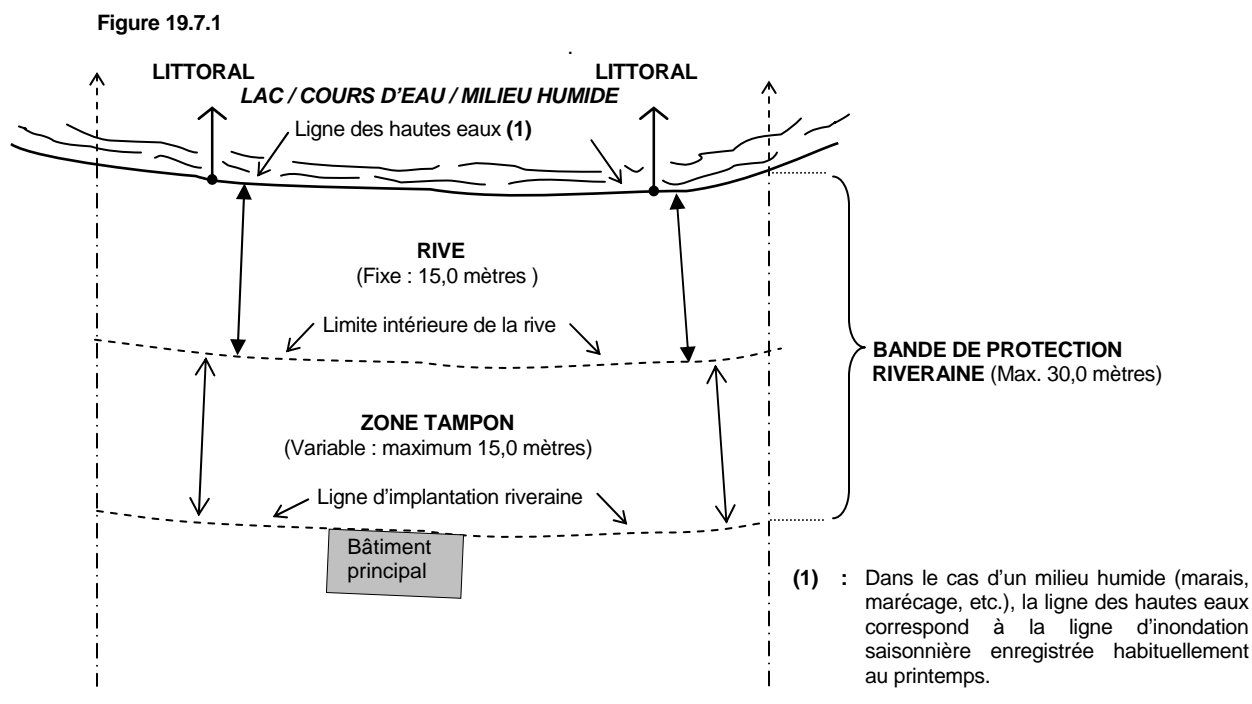 Figure 19.7.1
LITTORAL
LITTORAL
LAC / COURS D'EAU / MILIEU HUMIDE
Ligne des hautes eaux (1)
RIVE
(Fixe : 15,0 mètres )
Limite intérieure de la rive
BANDE DE PROTECTION
RIVERAINE (Max. 30,0 mètres)
ZONE TAMPON
(Variable : maximum 15,0 mètres)
Ligne d'implantation riveraine
Bâtiment
principal
(1) : Dans le cas d'un milieu humide (marais,
marécage, etc.), la ligne des hautes eaux
correspond à la ligne d'inondation
saisonnière enregistrée habituellement
au printemps.